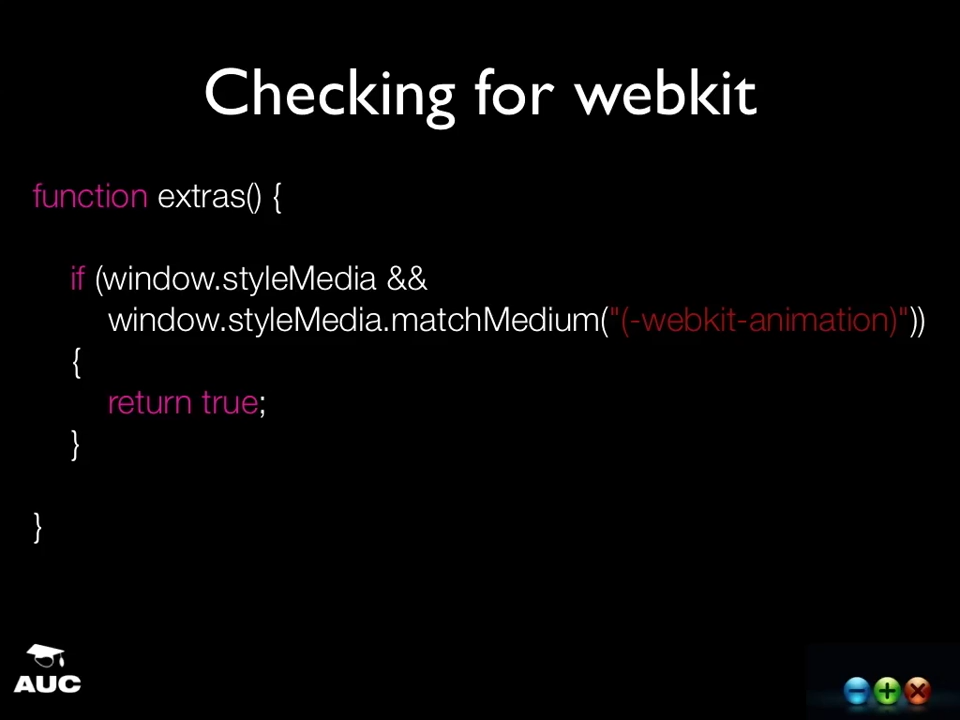 Checking for webkit
function extras() {
if (window.styleMedia &&
window.styleMedia.matchMedium("(-webkit-animation)"))
{
return true;
}
}
AUC